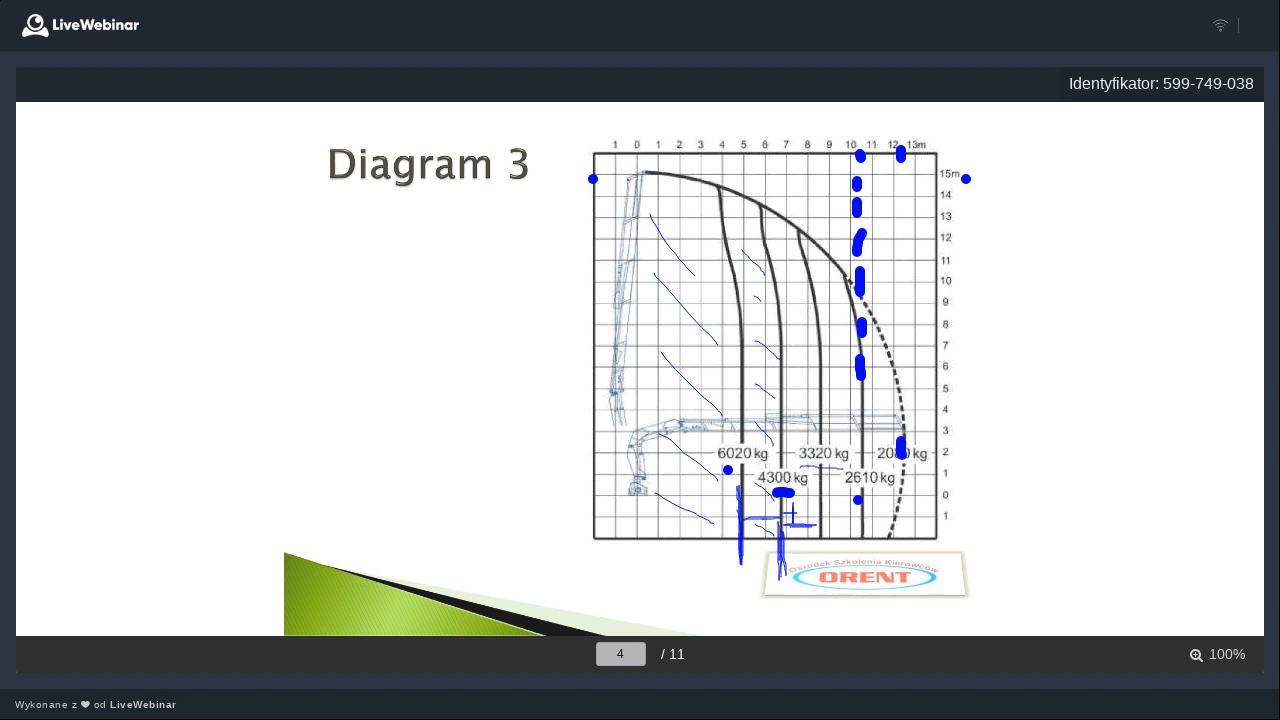 LiveWebinar
Identyfikator: 599-749-038
Diagram 3
1 0 1 2 3 4 5 6 7 8 9 10 11 12 13m
15m
14
13
12
11
10
9
8
7
6
5
4
3
2
1
0
1
6020 kg 3320 kg
4300 kg 2610 kg
Ośrodek Szkolenia Kierowców
ORENT
4 / 11
100%
Wykonane z od LiveWebinar